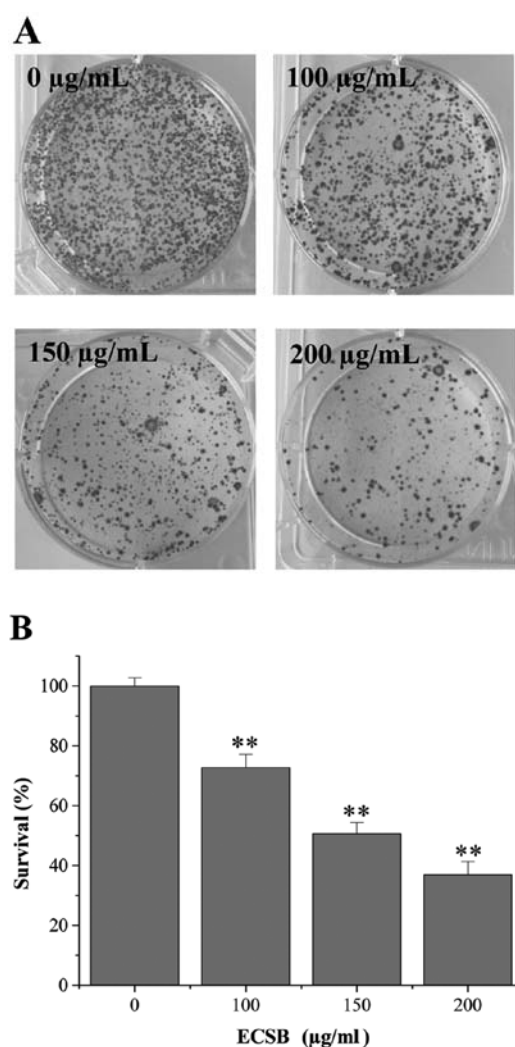 A
0 µg/mL
100 µg/mL
150 µg/mL
200 µg/mL
B
100
80
60
40
20
0
Survival (%)
**
**
**
0 100 150 200
ECSB (µg/ml)